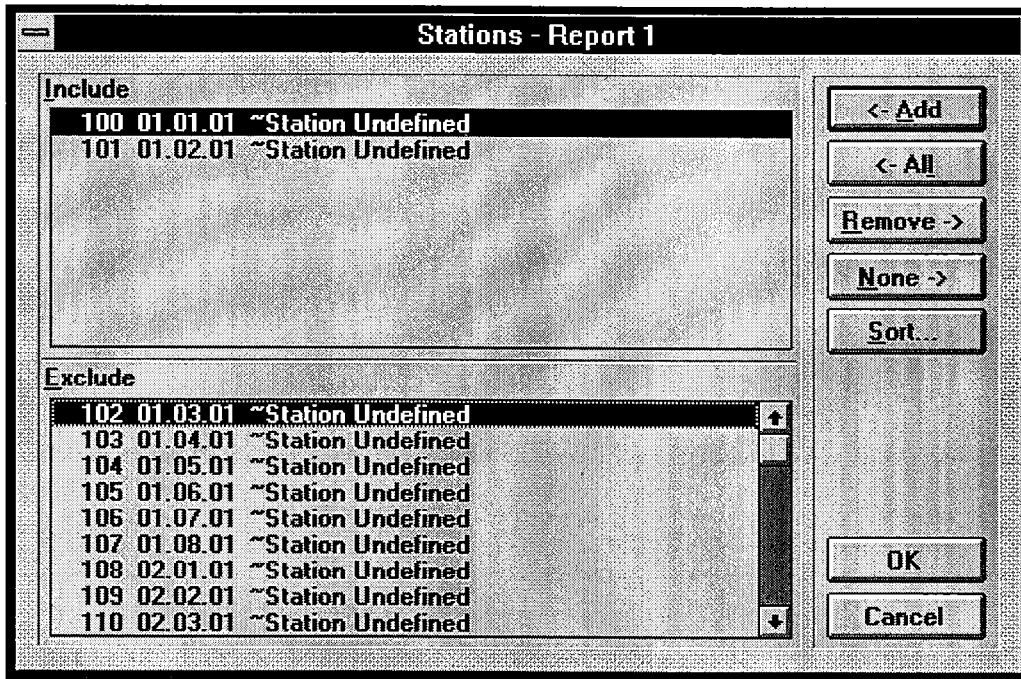 Stations - Report 1
Include
100 01.01.01 ~Station Undefined
101 01.02.01 ~Station Undefined
Exclude
102 01.03.01 ~Station Undefined
103 01.04.01 ~Station Undefined
104 01.05.01 ~Station Undefined
105 01.06.01 ~Station Undefined
106 01.07.01 ~Station Undefined
107 01.08.01 ~Station Undefined
108 02.01.01 ~Station Undefined
109 02.02.01 ~Station Undefined
110 02.03.01 ~Station Undefined
<- Add
<- All
Remove ->
None ->
Sort...
OK
Cancel